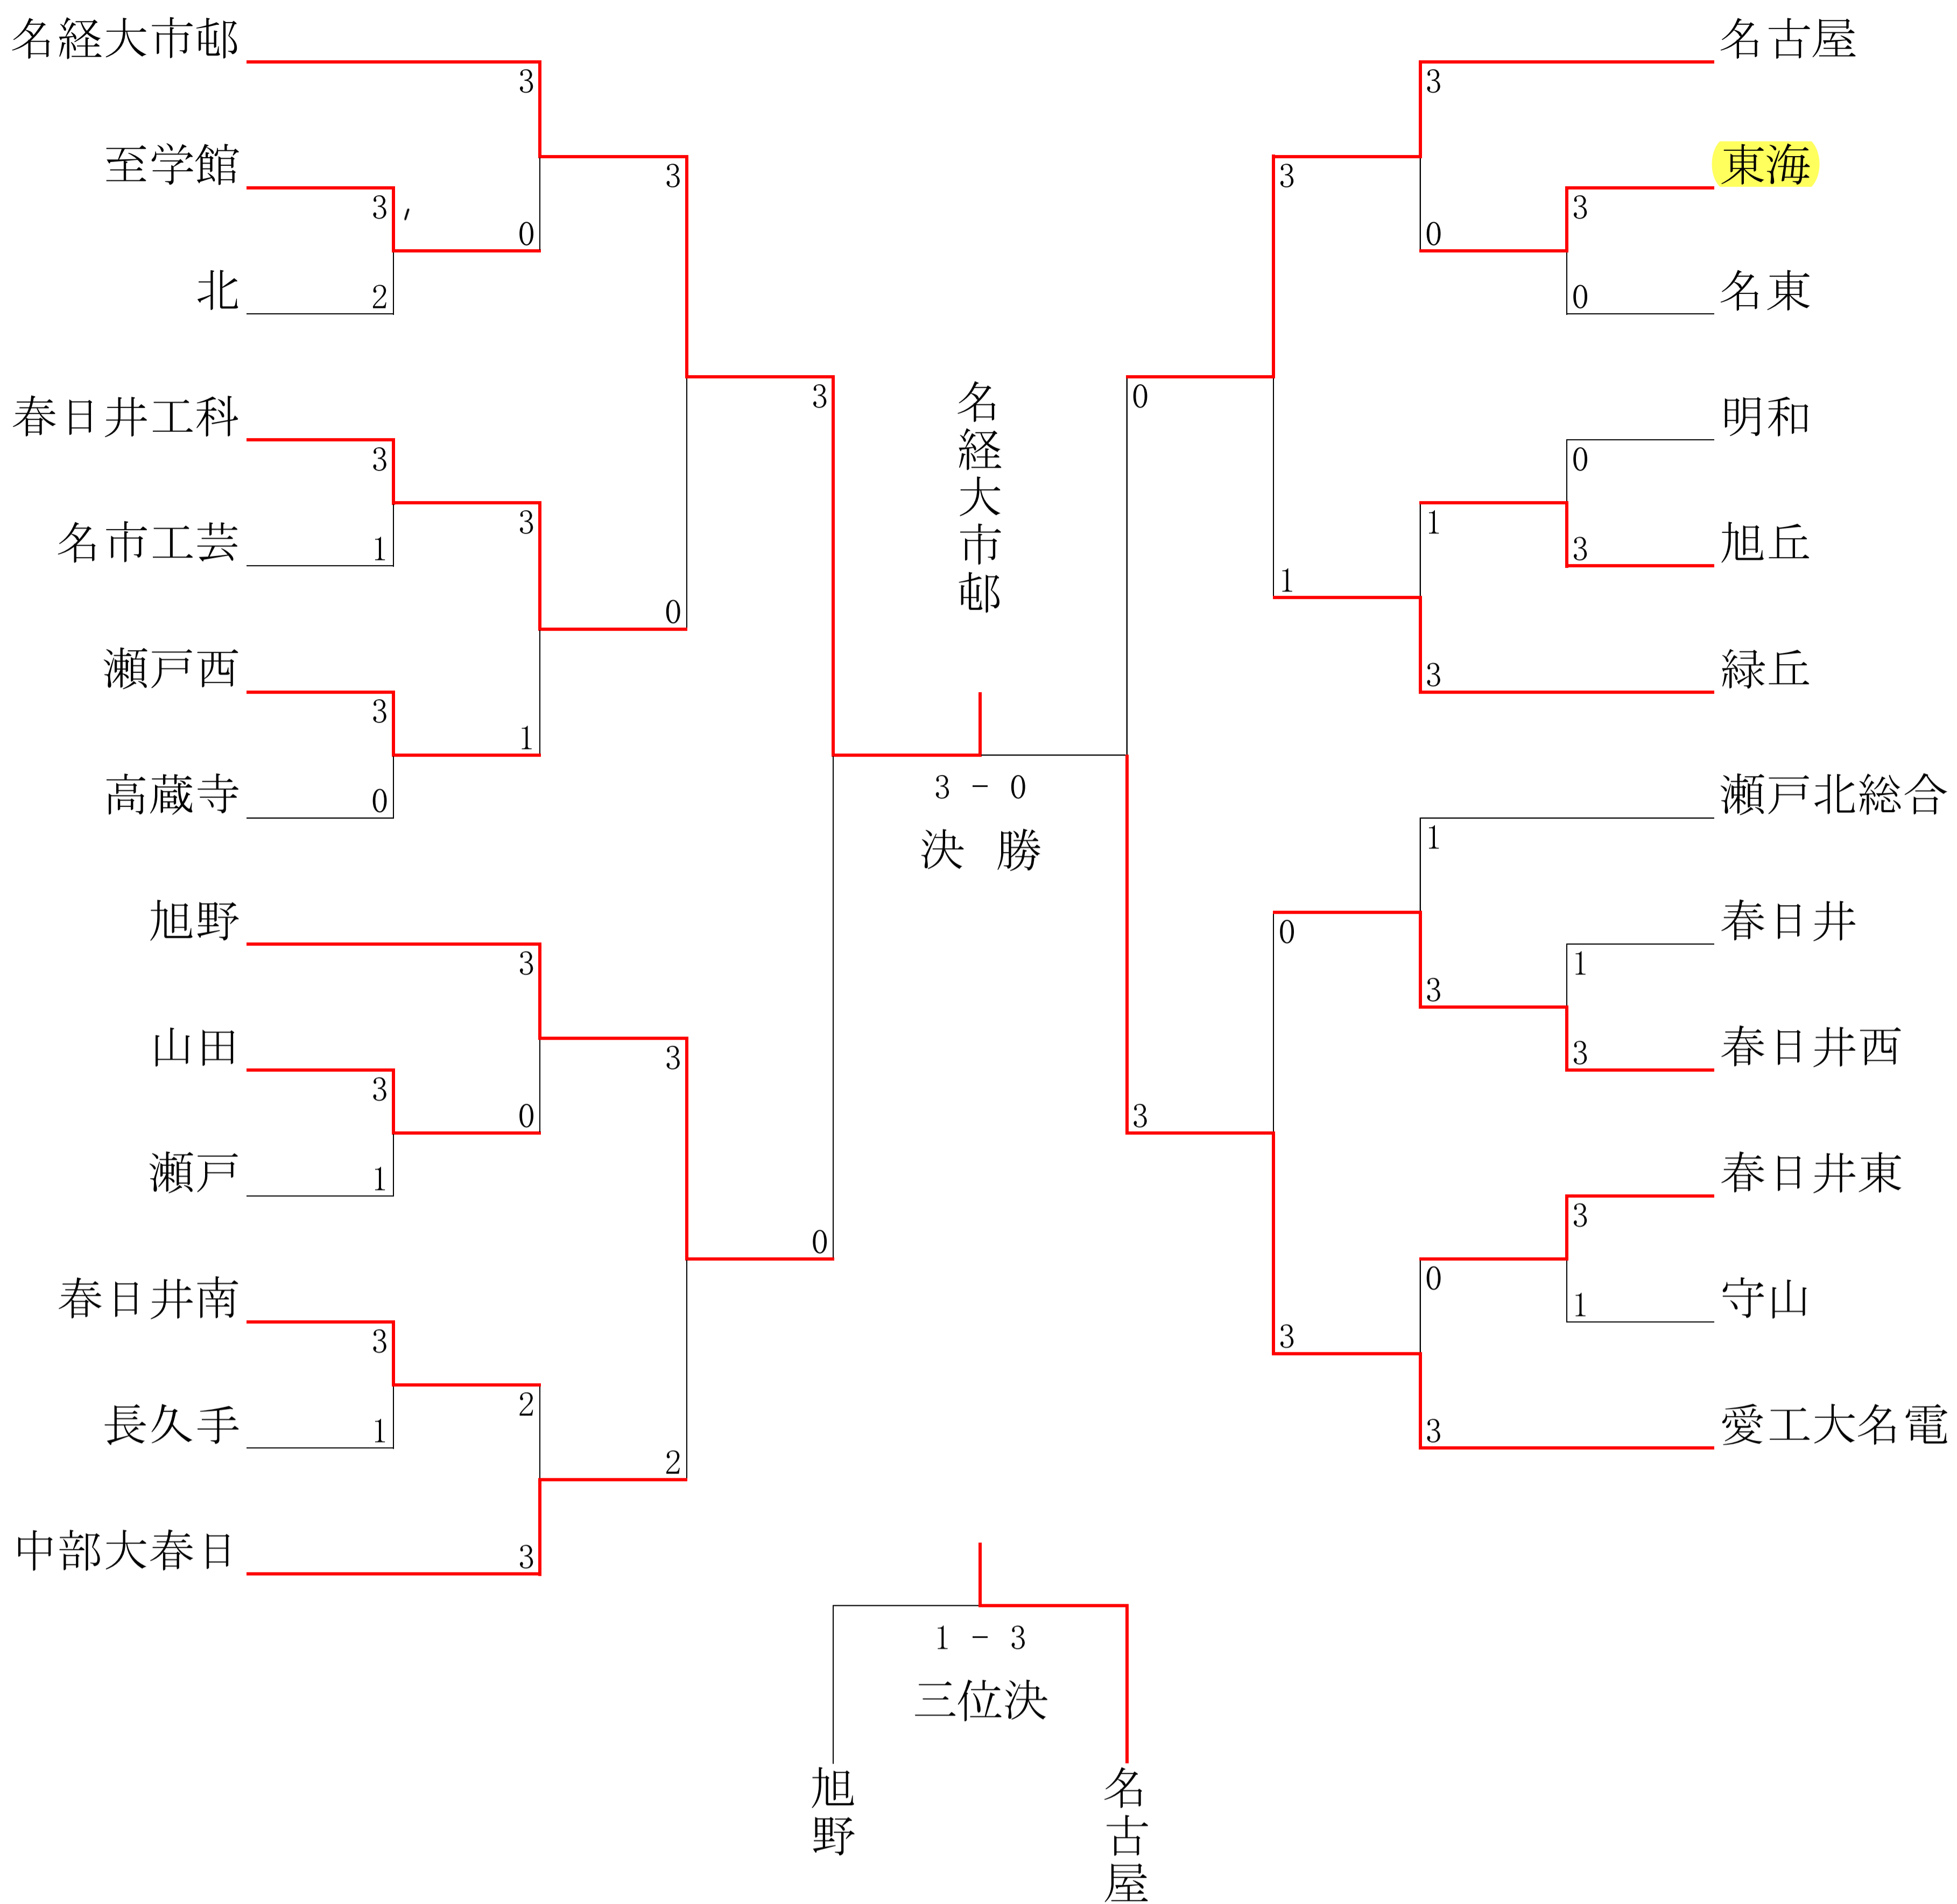 名経大市邨
3
3
至学館
3
0
北
2
春日井工科
3
3
名市工芸
1
0
瀬戸西
3
1
高蔵寺
0
3
旭野
3
3
山田
3
0
瀬戸
1
0
春日井南
3
2
長久手
1
2
中部大春日
3
名経大市邨
3 - 0
決 勝
名古屋
3
3
東海
3
0
名東
0
0
明和
0
1
旭丘
3
1
緑丘
3
瀬戸北総合
1
0
春日井
1
3
春日井西
3
3
春日井東
3
0
守山
1
3
愛工大名電
3
1 - 3
三位決
旭野
名古屋